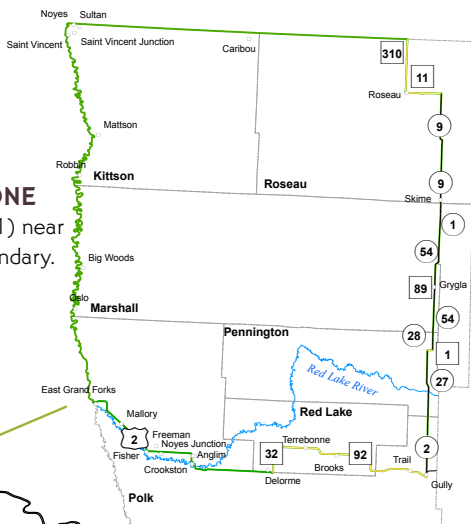 Noyes
Sultan
Saint Vincent
Saint Vincent Junction
Caribou
310
11
Roseau
9
Mattson
Robbin
Kittson
Roseau
9
Skime
ONE
1) near
ndary.
1
54
Big Woods
89
Grygla
Oslo
Marshall
54
Pennington
28
1
Red Lake River
27
East Grand Forks
Mallory
Red Lake
2
Freeman
Noyes Junction
Fisher
Anglim
Crookston
32
Terrebonne
92
2
Brooks
Trail
Delorme
Gully
Polk